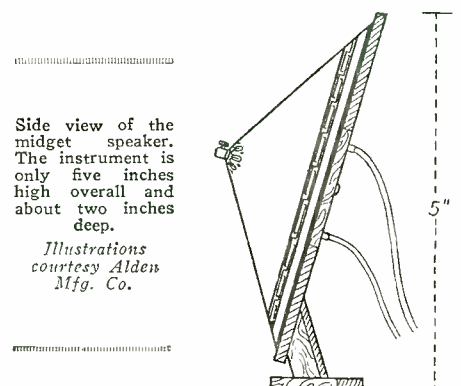 Side view of the
midget speaker.
The instrument is
only five inches
high overall and
about two inches
deep.
Illustrations
courtesy Alden
Mfg. Co.
5"